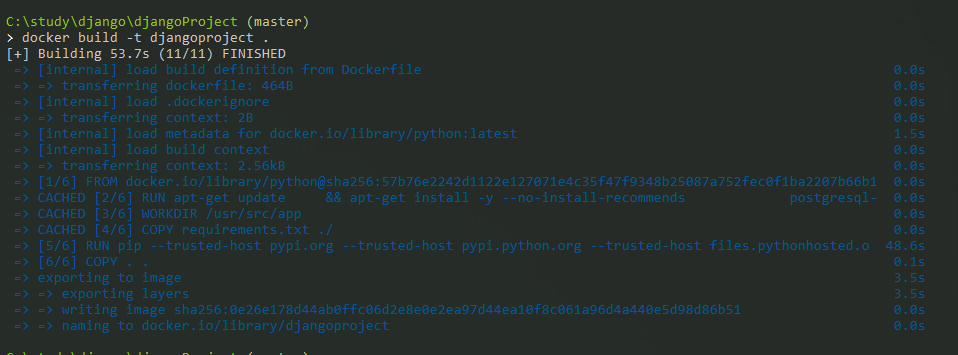 C:\study\django\djangoProject (master)
> docker build -t djangoproject .
[+] Building 53.7s (11/11) FINISHED
=> [internal] load build definition from Dockerfile 0.0s
=> => transferring dockerfile: 464B 0.0s
=> [internal] load .dockerignore 0.0s
=> => transferring context: 2B 0.0s
=> [internal] load metadata for docker.io/library/python:latest 1.5s
=> [internal] load build context 0.0s
=> => transferring context: 2.56kB 0.0s
=> [1/6] FROM docker.io/library/python@sha256:57b76e2242d1122e127071e4c35f47f9348b25087a752fec0f1ba2207b66b1 0.0s
=> CACHED [2/6] RUN apt-get update && apt-get install -y --no-install-recommends postgresql- 0.0s
=> CACHED [3/6] WORKDIR /usr/src/app 0.0s
=> CACHED [4/6] COPY requirements.txt ./ 0.0s
=> [5/6] RUN pip --trusted-host pypi.org --trusted-host pypi.python.org --trusted-host files.pythonhosted.o 48.6s
=> [6/6] COPY . . 0.1s
=> exporting to image 3.5s
=> => exporting layers 3.5s
=> => writing image sha256:0e26e178d44ab0ffc06d2e8e0e2ea97d44ea10f8c061a96d4a440e5d98d86b51 0.0s
=> => naming to docker.io/library/djangoproject 0.0s